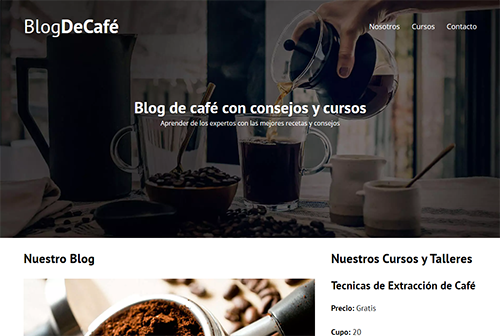 BlogDeCafé
Nosotros Cursos Contacto
Blog de café con consejos y cursos
Aprender de los expertos con las mejores recetas y consejos
Nuestro Blog
Nuestros Cursos y Talleres
Tecnicas de Extracción de Café
Precio: Gratis
Cupo: 20